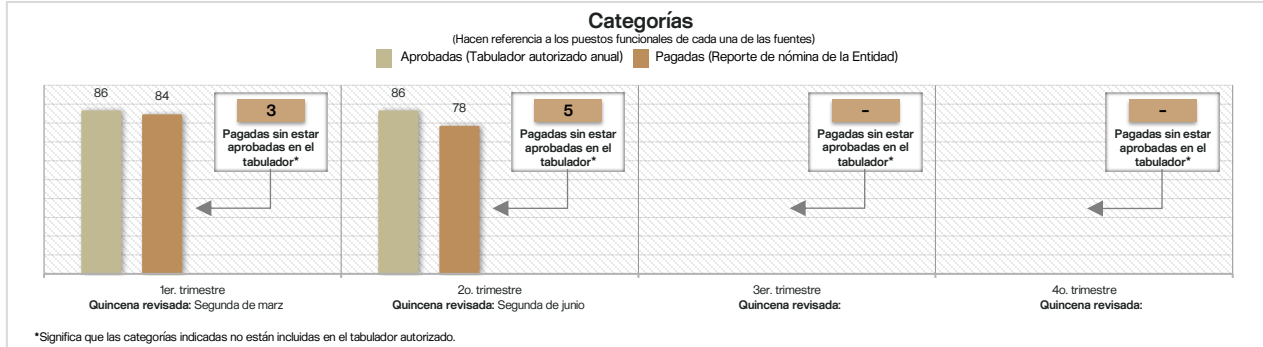 Categorías
(Hacen referencia a los puestos funcionales de cada una de las fuentes)
Aprobadas (Tabulador autorizado anual) Pagadas (Reporte de nómina de la Entidad)
86
84
3
Pagadas sin estar
aprobadas en el
tabulador*
86
78
5
Pagadas sin estar
aprobadas en el
tabulador*
-
Pagadas sin estar
aprobadas en el
tabulador*
-
Pagadas sin estar
aprobadas en el
tabulador*
1er. trimestre
Quincena revisada: Segunda de marz
2o. trimestre
Quincena revisada: Segunda de junio
3er. trimestre
Quincena revisada:
4o. trimestre
Quincena revisada:
*Significa que las categorías indicadas no están incluidas en el tabulador autorizado.